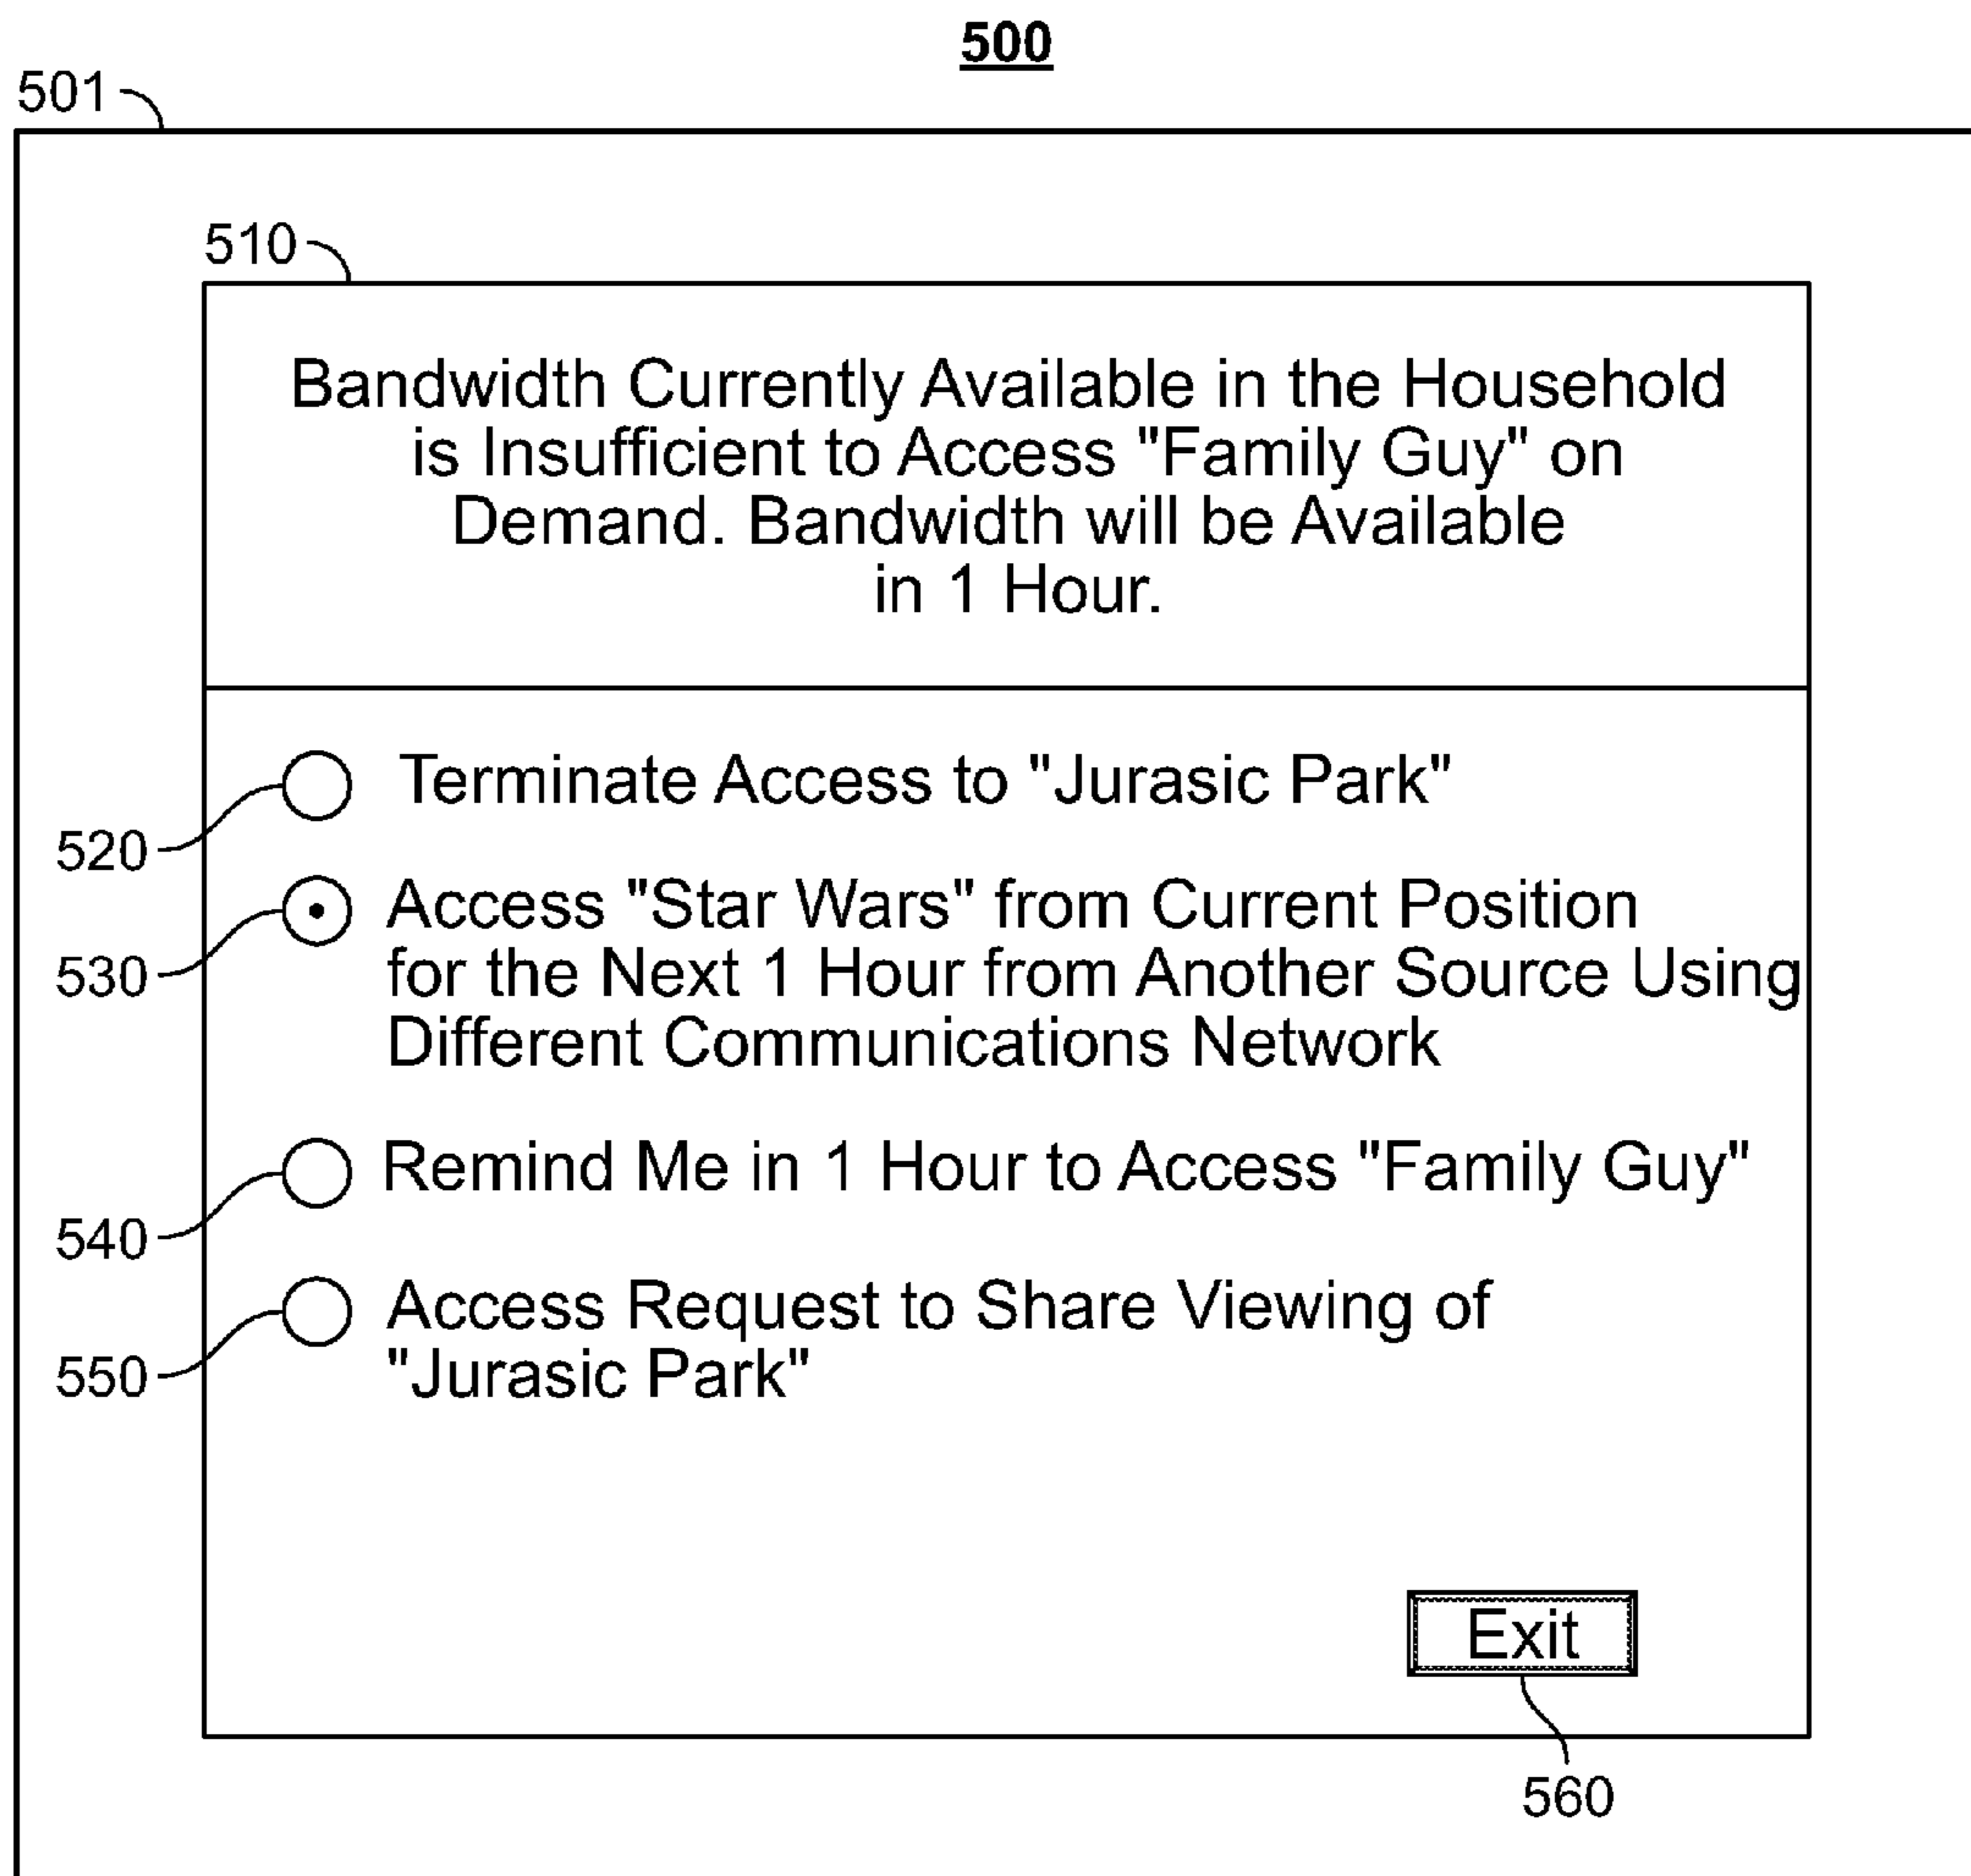 500
501
510
Bandwidth Currently Available in the Household
is Insufficient to Access "Family Guy" on
Demand. Bandwidth will be Available
in 1 Hour.
Terminate Access to "Jurasic Park"
520
Access "Star Wars" from Current Position
for the Next 1 Hour from Another Source Using
Different Communications Network
530
Remind Me in 1 Hour to Access "Family Guy"
540
Access Request to Share Viewing of
"Jurasic Park"
550
Exit
560